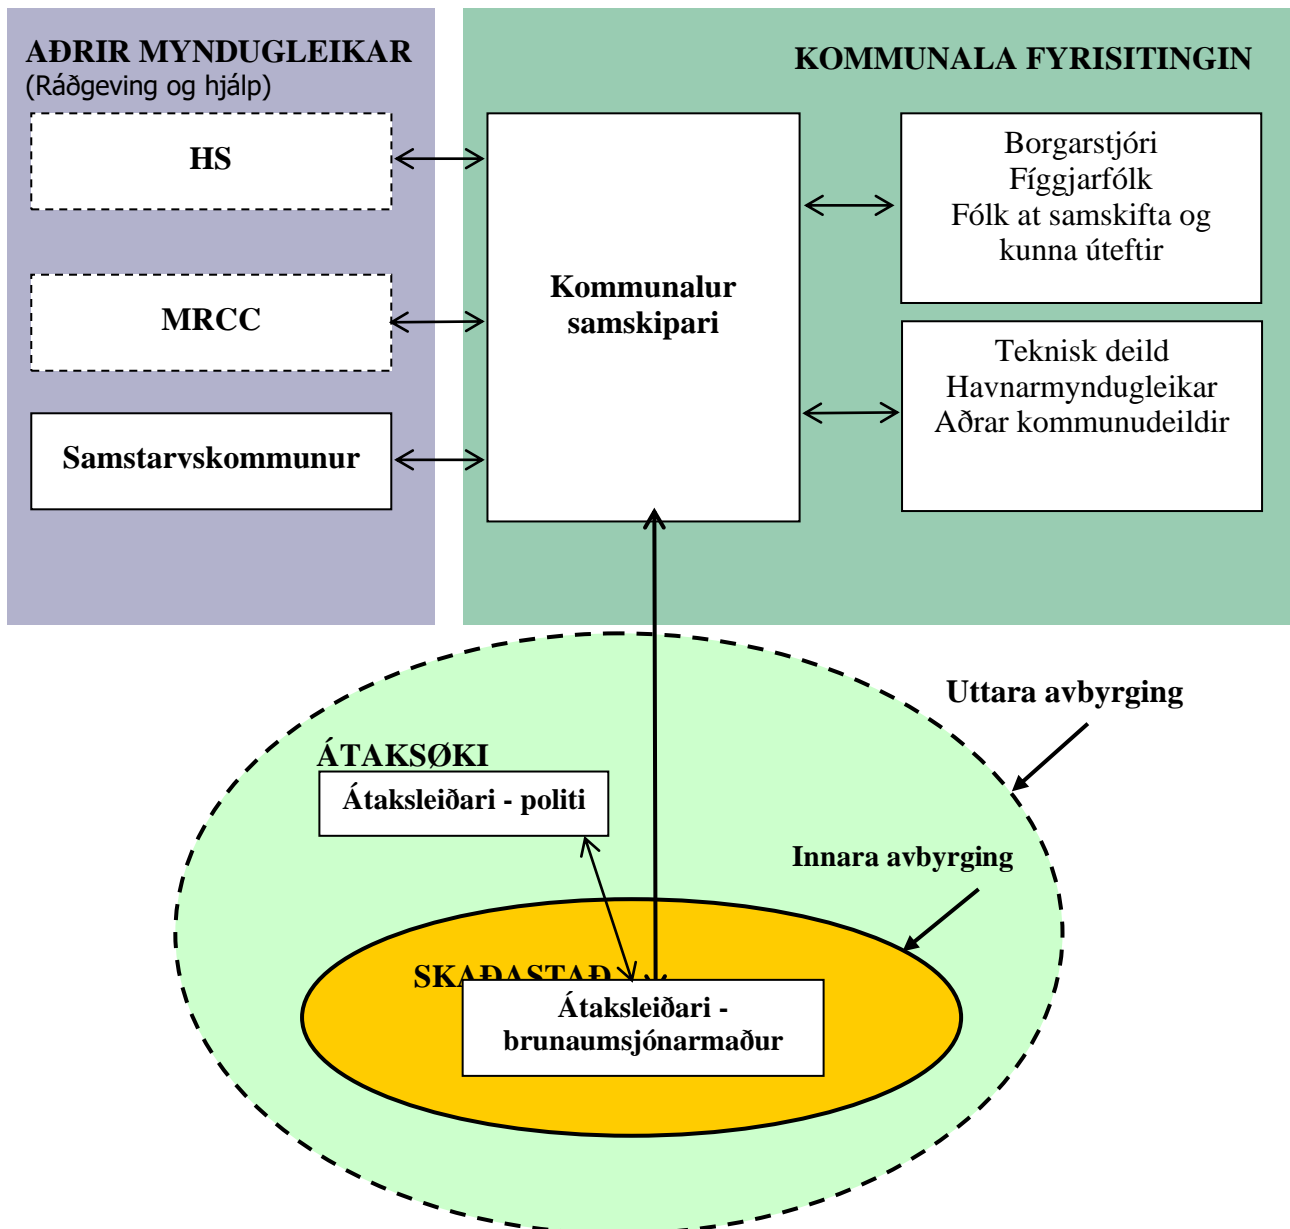 AÐRIR MYNDUGLEIKAR
(Ráðgeving og hjálp)
HS
MRCC
Samstarvskommunur
KOMMUNALA FYRISITINGIN
Kommunalur
samskipari
Borgarstjóri
Fíggjarfólk
Fólk at samskifta og
kunna úteftir
Teknisk deild
Havnarmyndugleikar
Aðrar kommunudeildir
Uttara avbyrging
ÁTAKSØKI
Átaksleiðari - politi
Innara avbyrging
SKAÐASTAÐ
Átaksleiðari -
brunaumsjónarmaður